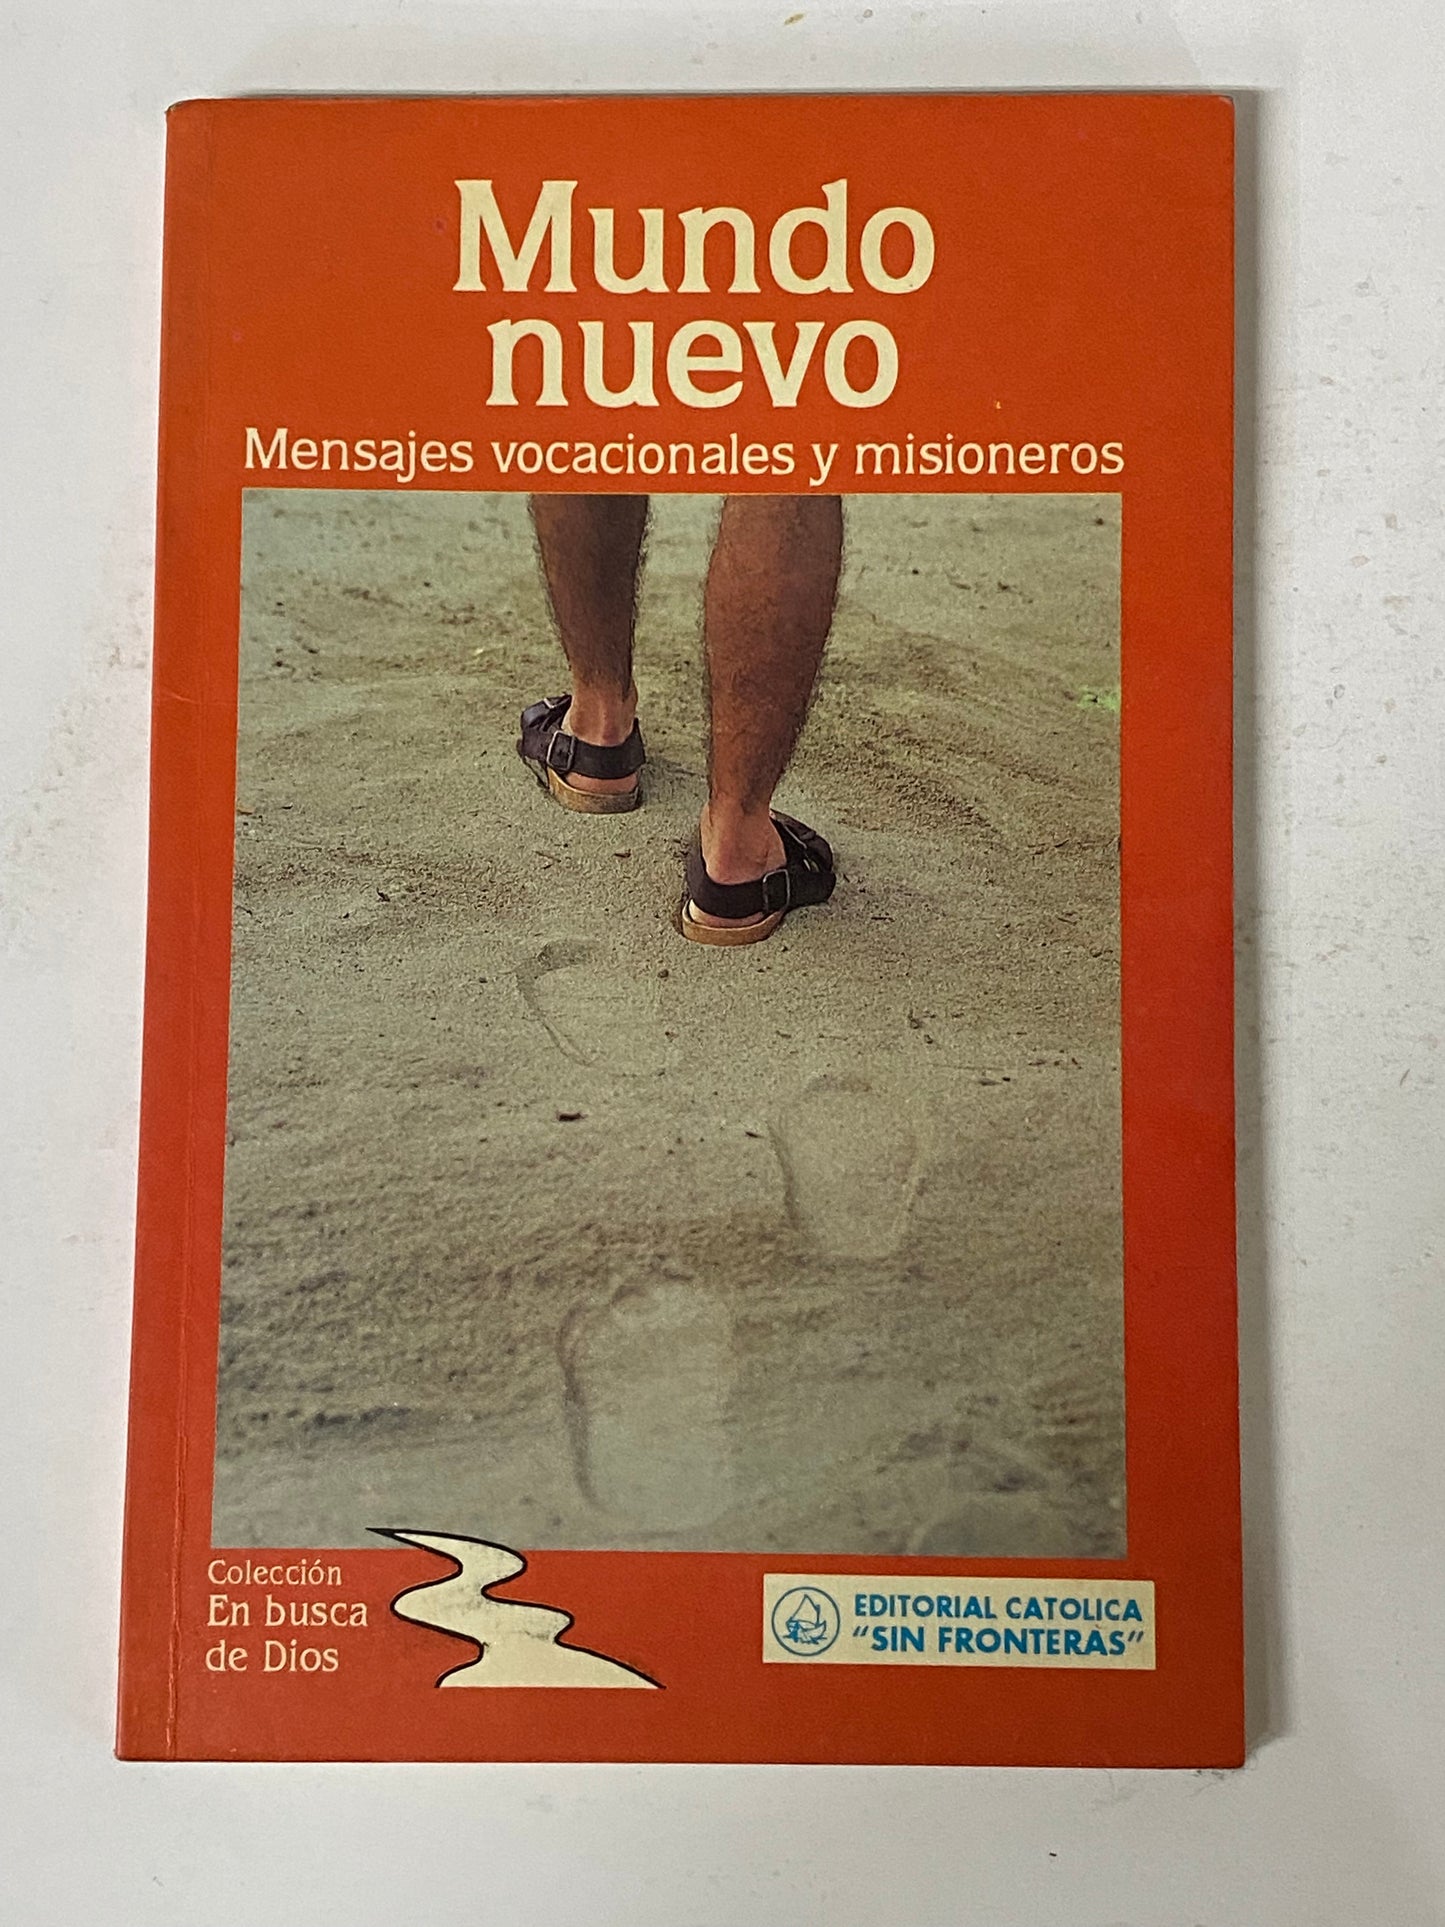 Mundo
nuevo
Mensajes vocacionales y misioneros
Colección
En busca
de Dios
EDITORIAL CATOLICA
"SIN FRONTERAS"